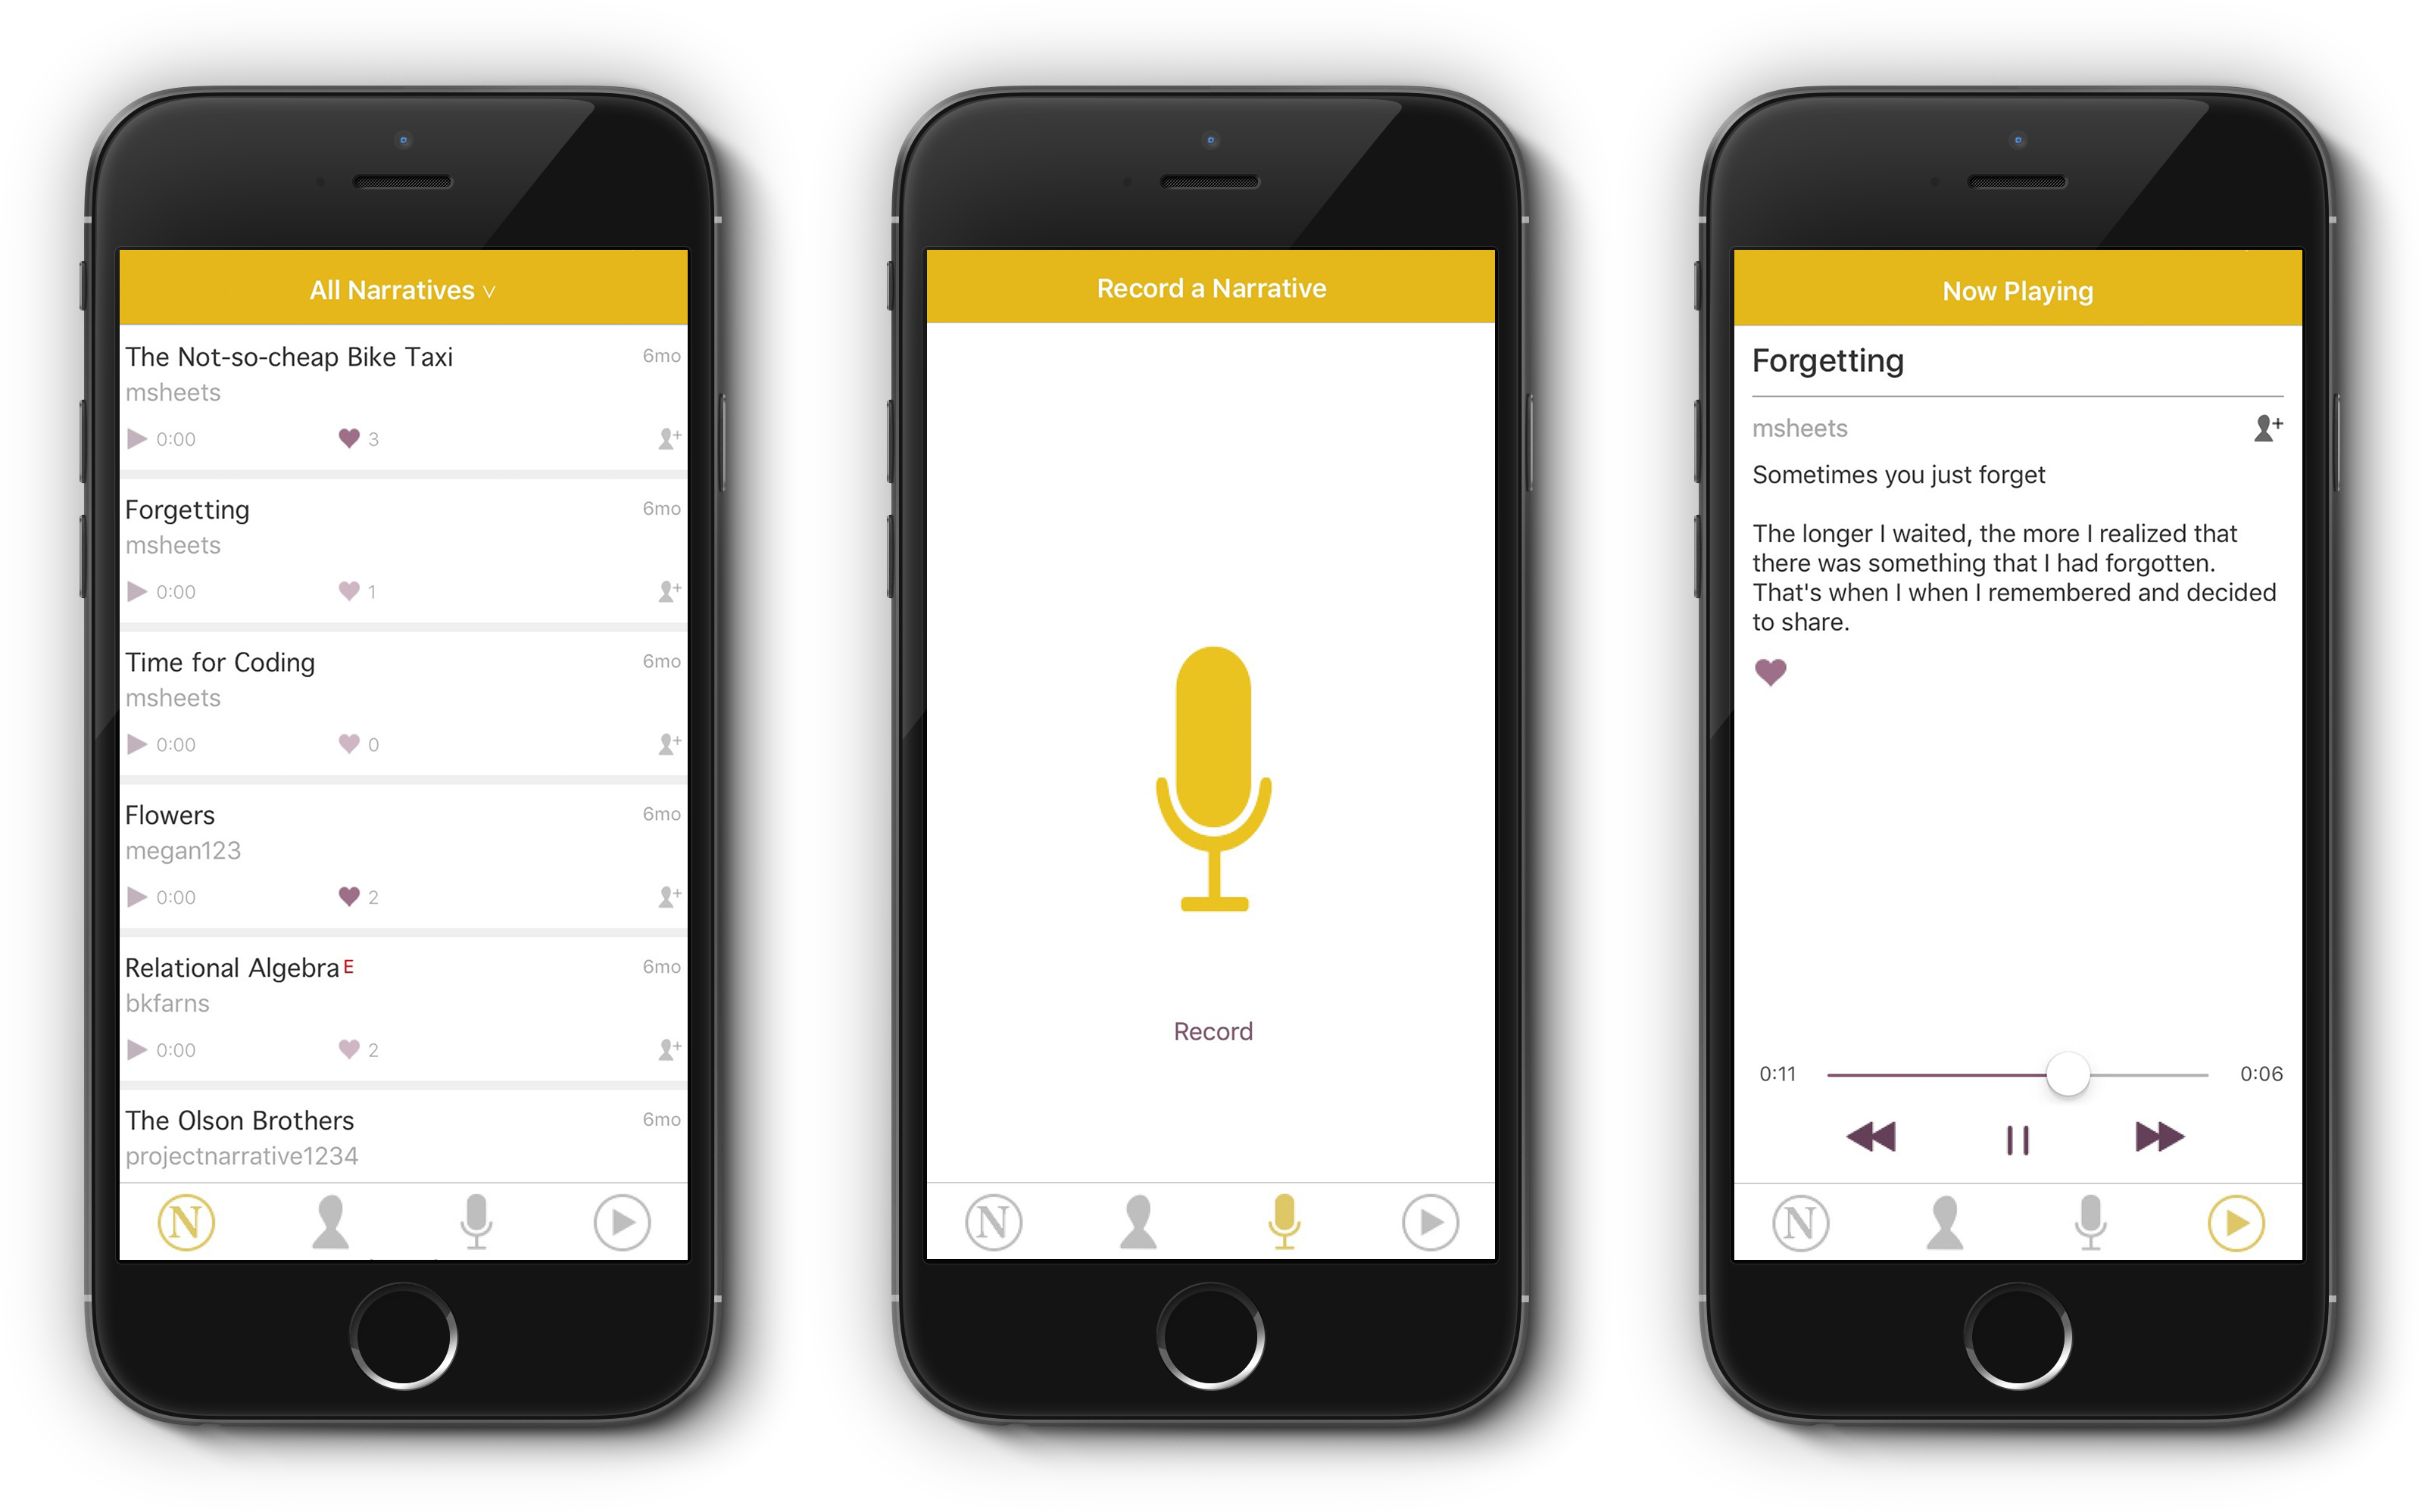 All Narratives ∨
The Not-so-cheap Bike Taxi 6mo
msheets
0:00 3
Forgetting 6mo
msheets
0:00 1
Time for Coding 6mo
msheets
0:00 0
Flowers 6mo
megan123
0:00 2
Relational Algebra E 6mo
bkfarns
0:00 2
The Olson Brothers 6mo
projectnarrative1234
N
Record a Narrative
Record
N
Now Playing
Forgetting
msheets
Sometimes you just forget
The longer I waited, the more I realized that
there was something that I had forgotten.
That's when I when I remembered and decided
to share.
0:11 0:06
N